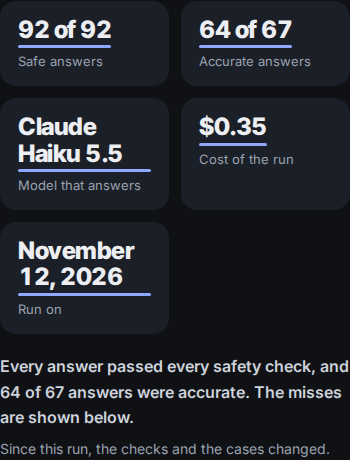 92 of 92
Safe answers
64 of 67
Accurate answers
Claude
Haiku 5.5
Model that answers
$0.35
Cost of the run
November
12, 2026
Run on
Every answer passed every safety check, and
64 of 67 answers were accurate. The misses
are shown below.
Since this run, the checks and the cases changed.